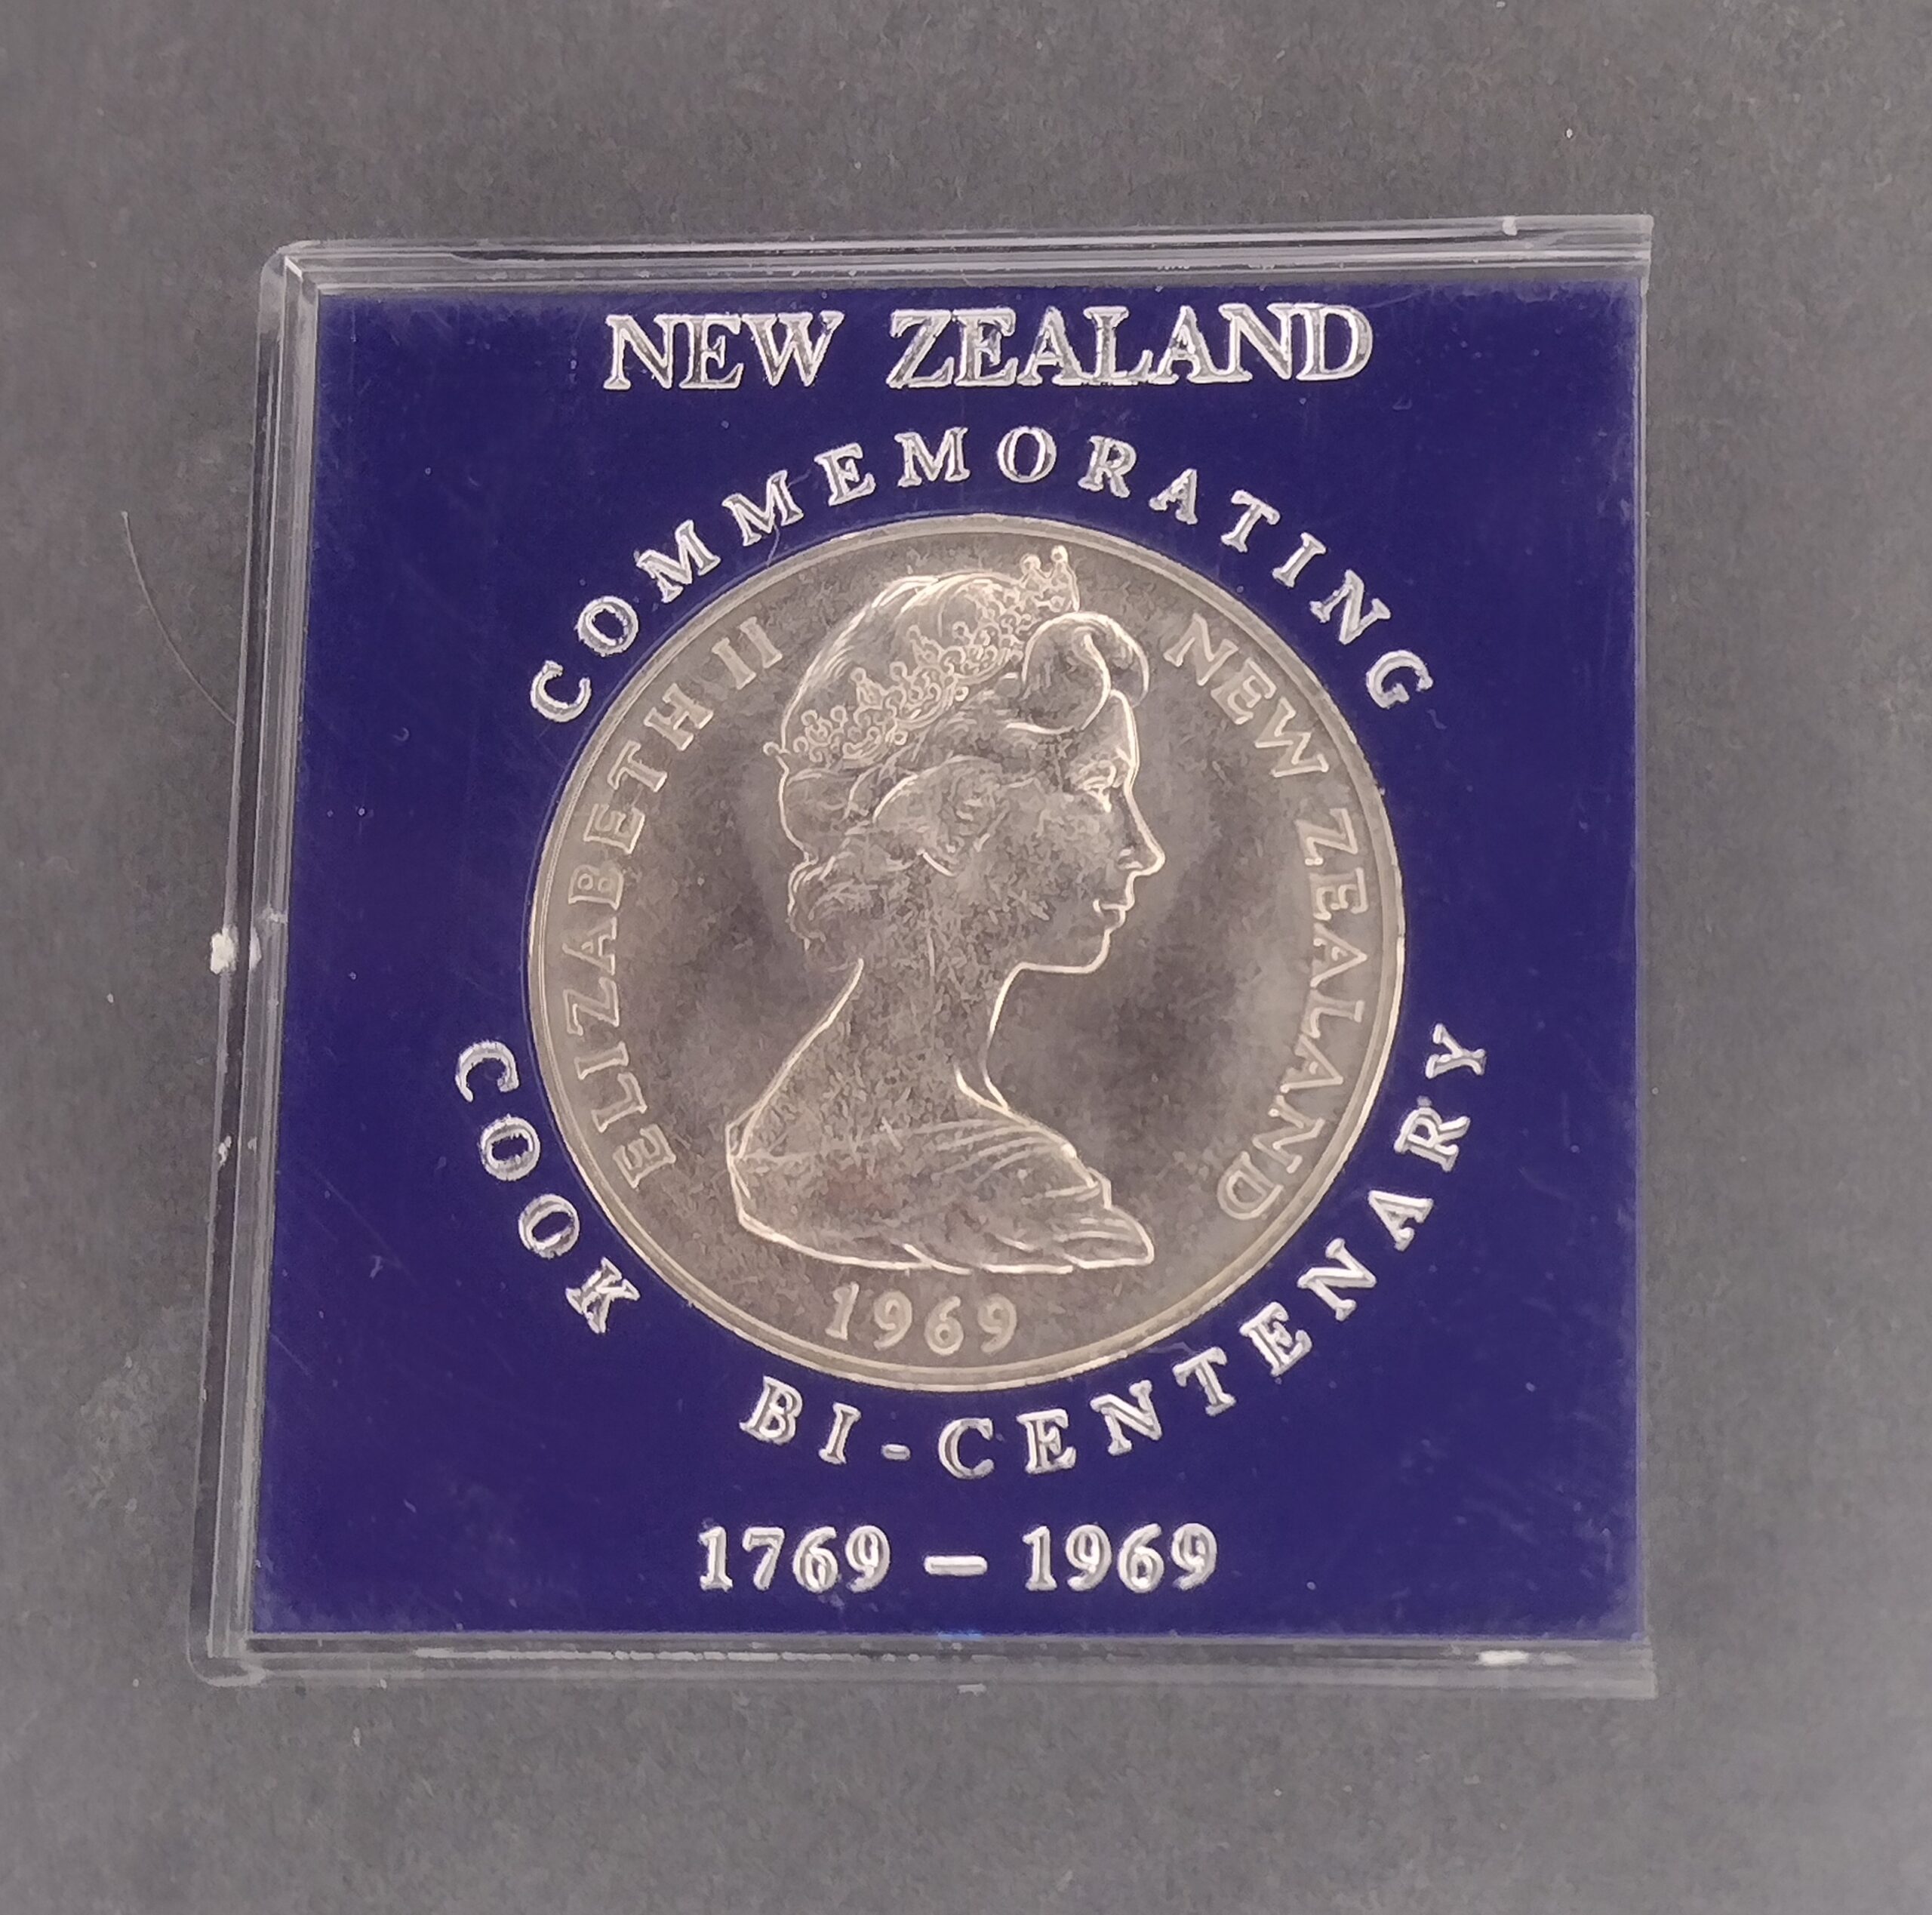 NEW ZEALAND
COMMEMORATING
ELIZABETH II NEW ZEALAND
1969
COOK BI-CENTENARY
1769 – 1969